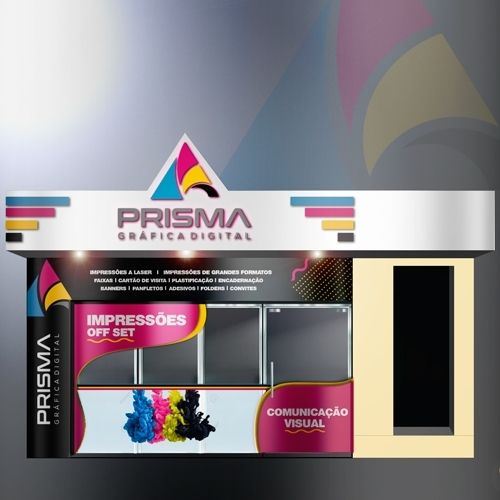 PRISMA
GRÁFICA DIGITAL
IMPRESSÕES A LASER | IMPRESSÕES DE GRANDES FORMATOS
FAIXAS | CARTÃO DE VISITA | PLASTIFICAÇÃO | ENCADERNAÇÃO
BANNERS | PANFLETOS | ADESIVOS | FOLDERS | CONVITES
PRISMA
GRÁFICA DIGITAL
IMPRESSÕES
OFF SET
COMUNICAÇÃO
VISUAL